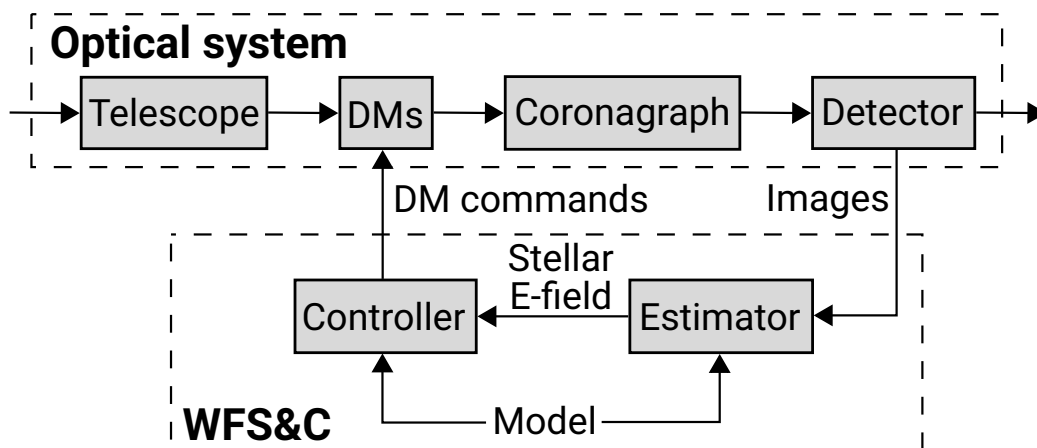 Optical system
Telescope
DMs
Coronagraph
Detector
DM commands
Images
Stellar
E-field
Controller
Estimator
Model
WFS&C